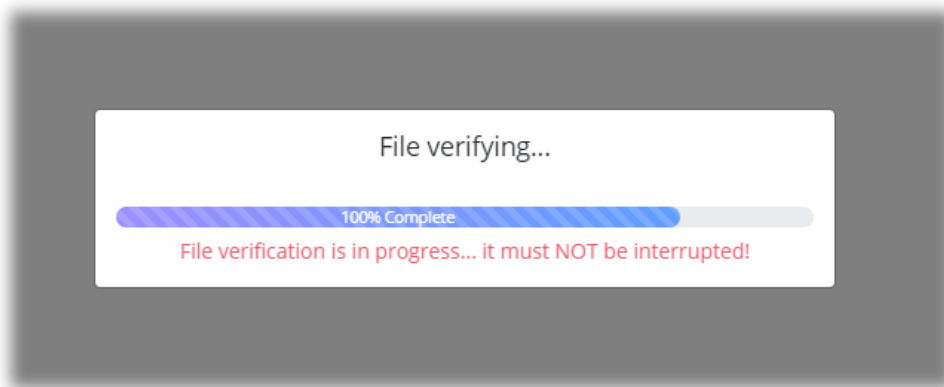 File verifying...
100% Complete
File verification is in progress... it must NOT be interrupted!